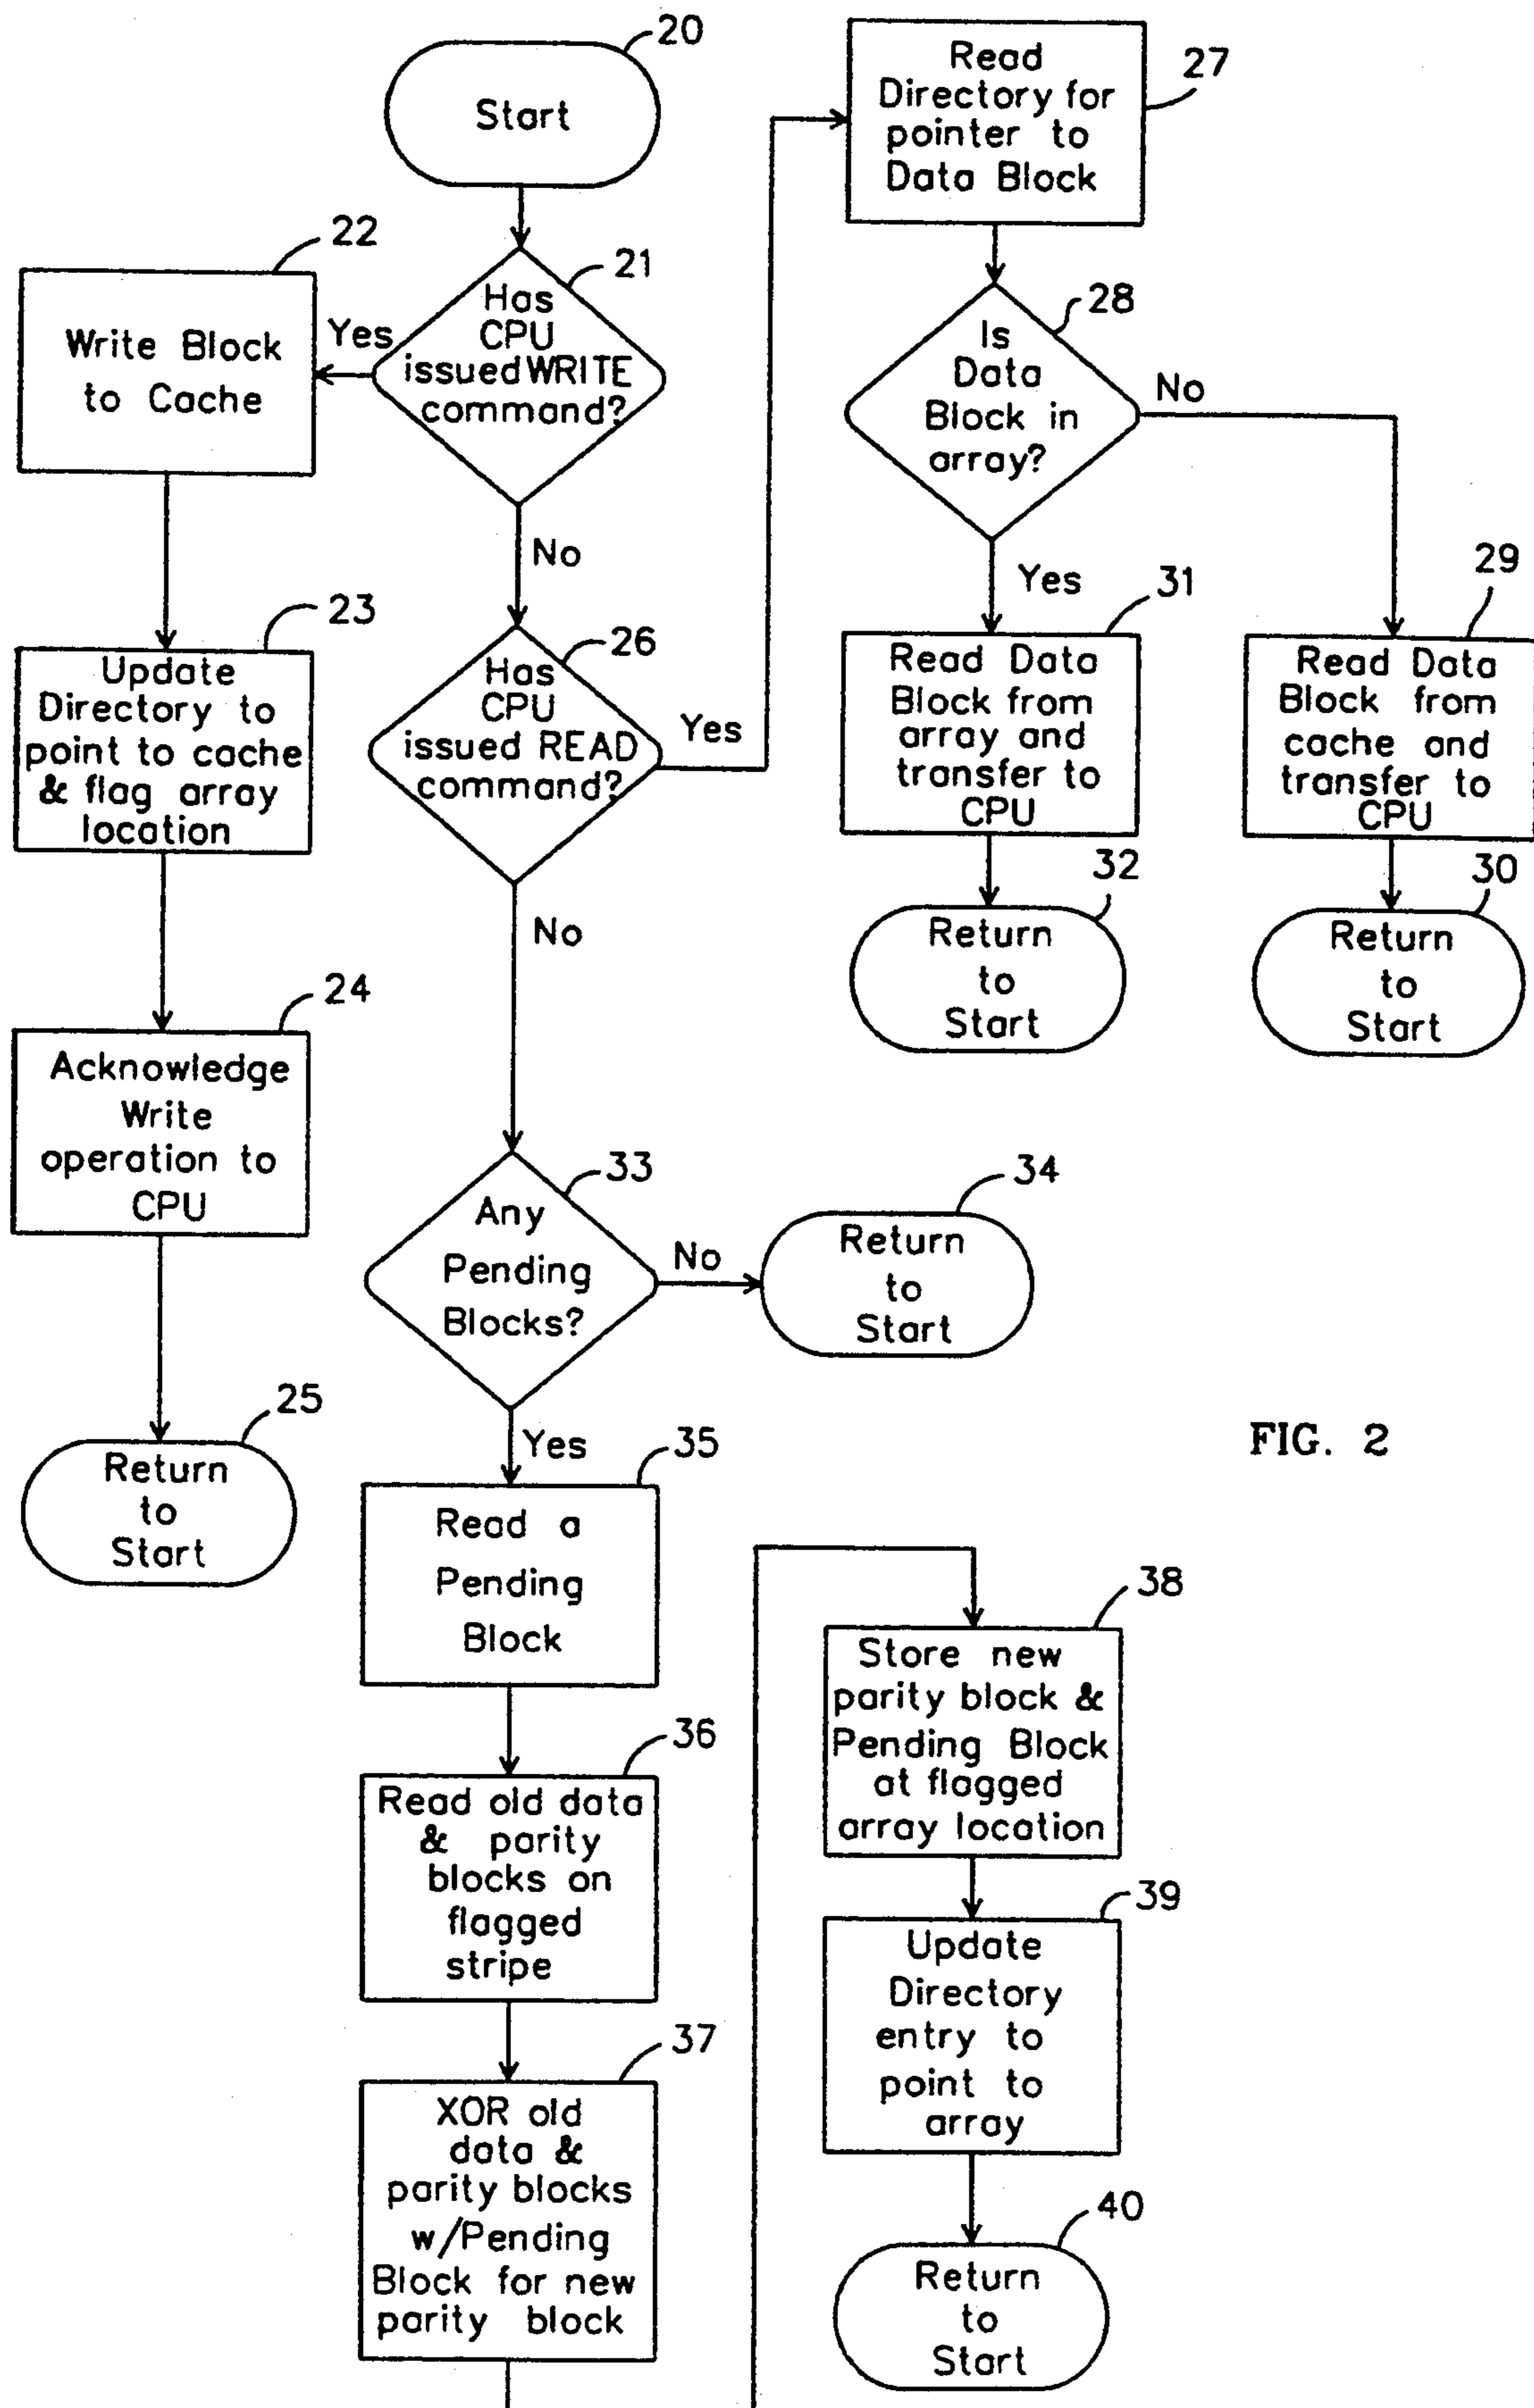 20
Start
21
Has
CPU
issued WRITE
command?
Yes
No
22
Write Block
to Cache
23
Update
Directory to
point to cache
& flag array
location
24
Acknowledge
Write
operation to
CPU
25
Return
to
Start
26
Has
CPU
issued READ
command?
Yes
No
27
Read
Directory for
pointer to
Data Block
28
Is
Data
Block in
array?
No
Yes
29
Read Data
Block from
cache and
transfer to
CPU
30
Return
to
Start
31
Read Data
Block from
array and
transfer to
CPU
32
Return
to
Start
33
Any
Pending
Blocks?
No
Yes
34
Return
to
Start
35
Read a
Pending
Block
36
Read old data
& parity
blocks on
flagged
stripe
37
XOR old
data &
parity blocks
w/Pending
Block for new
parity block
38
Store new
parity block &
Pending Block
at flagged
array location
39
Update
Directory
entry to
point to
array
40
Return
to
Start
FIG. 2